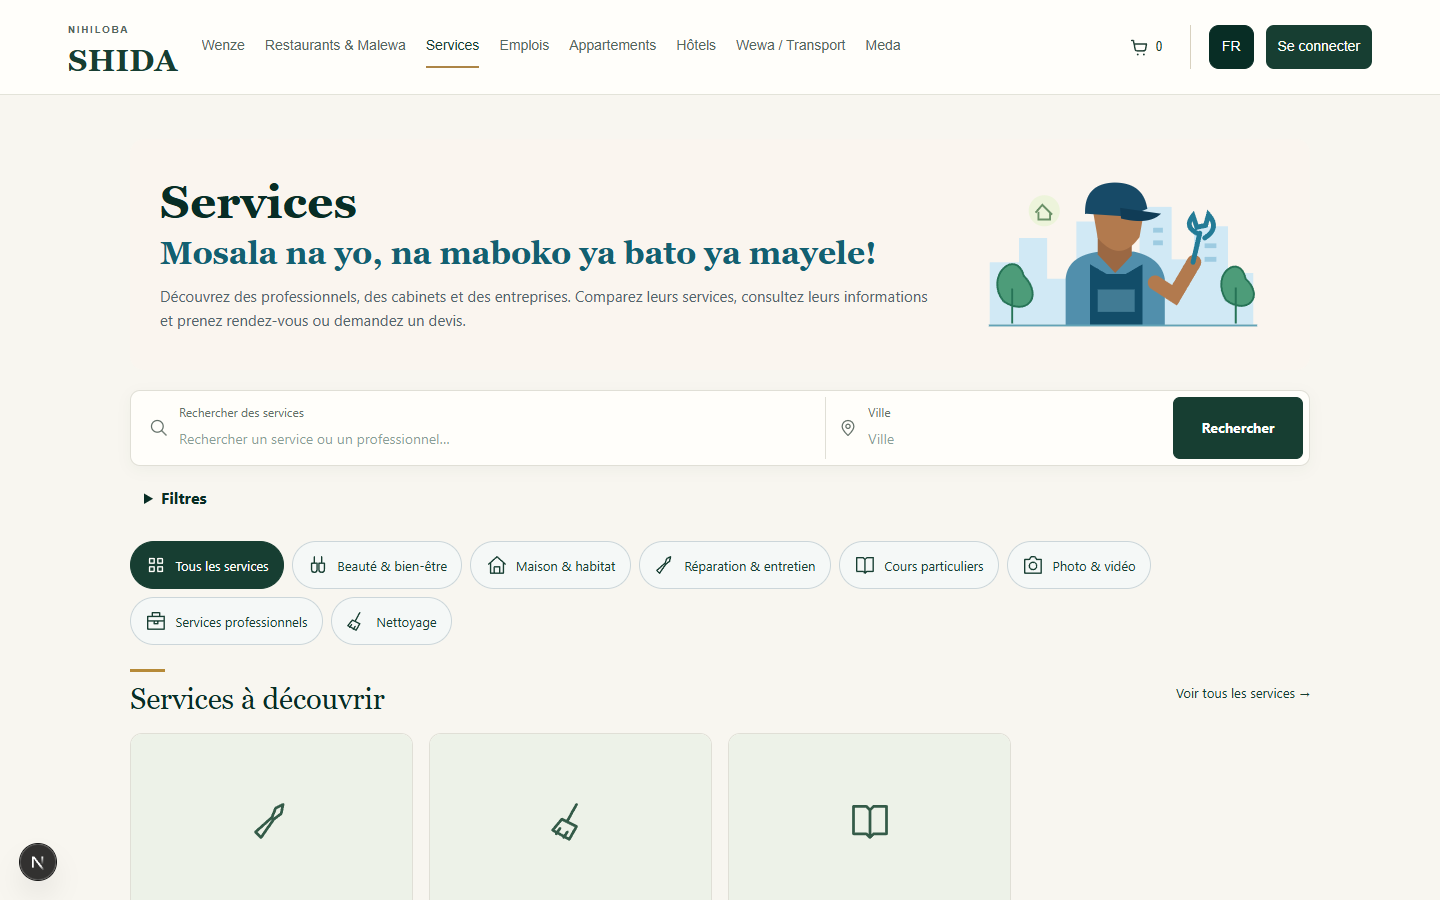 NIHILOBA
SHIDA
Wenze
Restaurants & Malewa
Services
Emplois
Appartements
Hôtels
Wewa / Transport
Meda
0
FR
Se connecter
Services
Mosala na yo, na maboko ya bato ya mayele!
Découvrez des professionnels, des cabinets et des entreprises. Comparez leurs services, consultez leurs informations
et prenez rendez-vous ou demandez un devis.
Rechercher des services
Rechercher un service ou un professionnel...
Ville
Ville
Rechercher
Filtres
Tous les services
Beauté & bien-être
Maison & habitat
Réparation & entretien
Cours particuliers
Photo & vidéo
Services professionnels
Nettoyage
Services à découvrir
Voir tous les services →
N